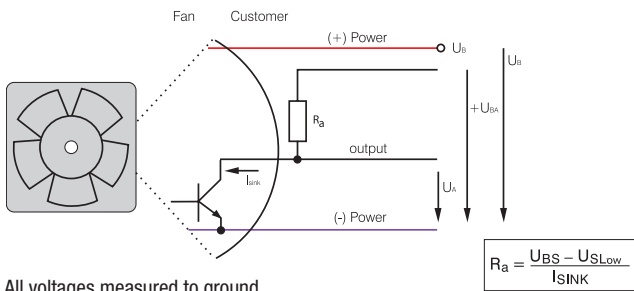 Fan Customer
(+) Power
UB
UB
+UBA
Ra
output
Isink
UA
(-) Power
Ra = UBS – USLow
ISINK
All voltages measured to ground